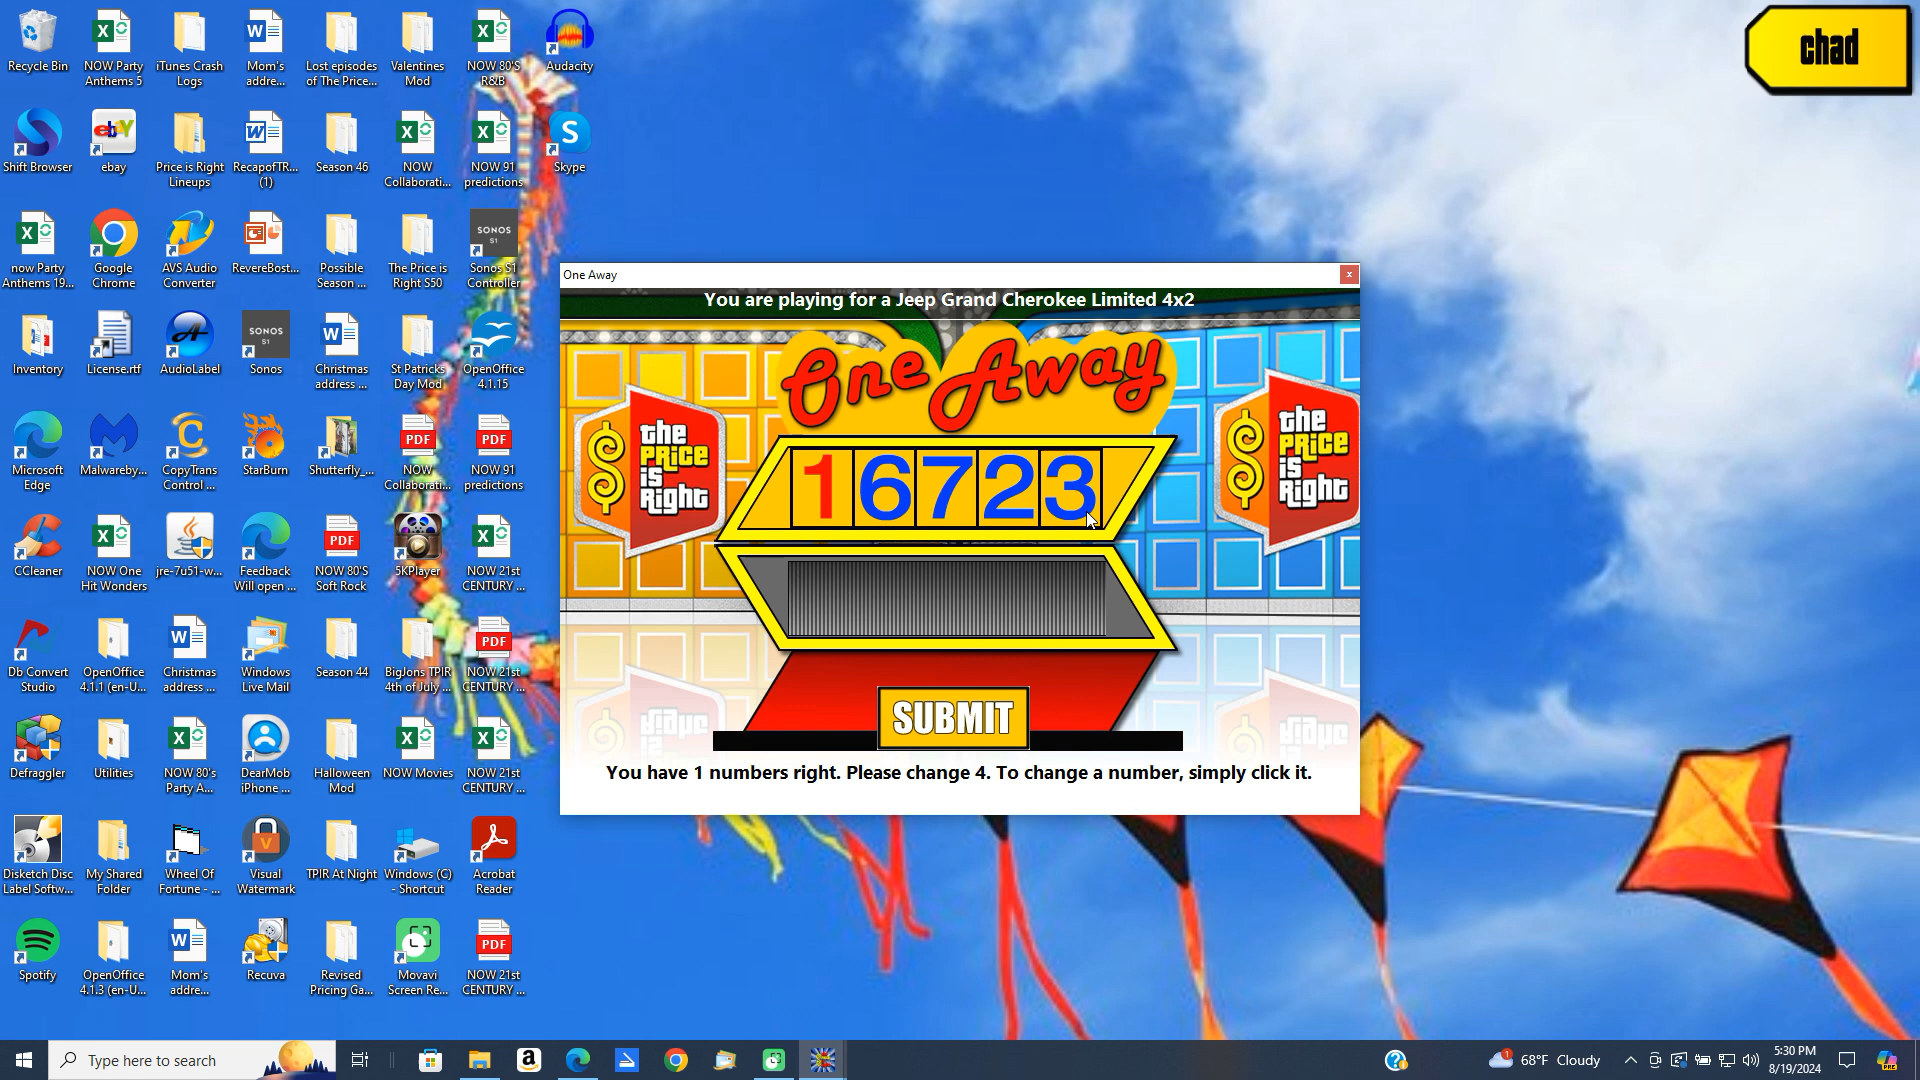 Recycle Bin
NOW Party
Anthems 5
iTunes Crash
Logs
Mom's
addre...
Lost episodes
of The Price...
Valentines
Mod
NOW 80'S
R&B
Audacity
chad
Shift Browser
ebay
Price is Right
Lineups
RecapofTR...
(1)
Season 46
NOW
Collaborati...
NOW 91
predictions
Skype
now Party
Anthems 19...
Google
Chrome
AVS Audio
Converter
RevereBost...
Possible
Season ...
The Price is
Right S50
SONOS
S1
Sonos S1
Controller
Inventory
License.rtf
AudioLabel
SONOS
S1
Sonos
Christmas
address ...
St Patricks
Day Mod
OpenOffice
4.1.15
Microsoft
Edge
Malwareby...
CopyTrans
Control ...
StarBurn
Shutterfly_...
PDF
NOW
Collaborati...
PDF
NOW 91
predictions
CCleaner
NOW One
Hit Wonders
jre-7u51-w...
Feedback
Will open ...
PDF
NOW 80'S
Soft Rock
5KPlayer
NOW 21st
CENTURY ...
Db Convert
Studio
OpenOffice
4.1.1 (en-U...
Christmas
address ...
Windows
Live Mail
Season 44
BigJons TPIR
4th of July ...
PDF
NOW 21st
CENTURY ...
Defraggler
Utilities
NOW 80's
Party A...
DearMob
iPhone ...
Halloween
Mod
NOW Movies
NOW 21st
CENTURY ...
Disketch Disc
Label Softw...
My Shared
Folder
Wheel Of
Fortune - ...
Visual
Watermark
TPIR At Night
Windows (C)
- Shortcut
Acrobat
Reader
Spotify
OpenOffice
4.1.3 (en-U...
Mom's
addre...
Recuva
Revised
Pricing Ga...
Movavi
Screen Re...
PDF
NOW 21st
CENTURY ...
One Away
You are playing for a Jeep Grand Cherokee Limited 4x2
One Away
the
PRICE
is
Right
the
PRICE
is
Right
16723
SUBMIT
You have 1 numbers right. Please change 4. To change a number, simply click it.
Type here to search
68°F Cloudy
5:30 PM
8/19/2024